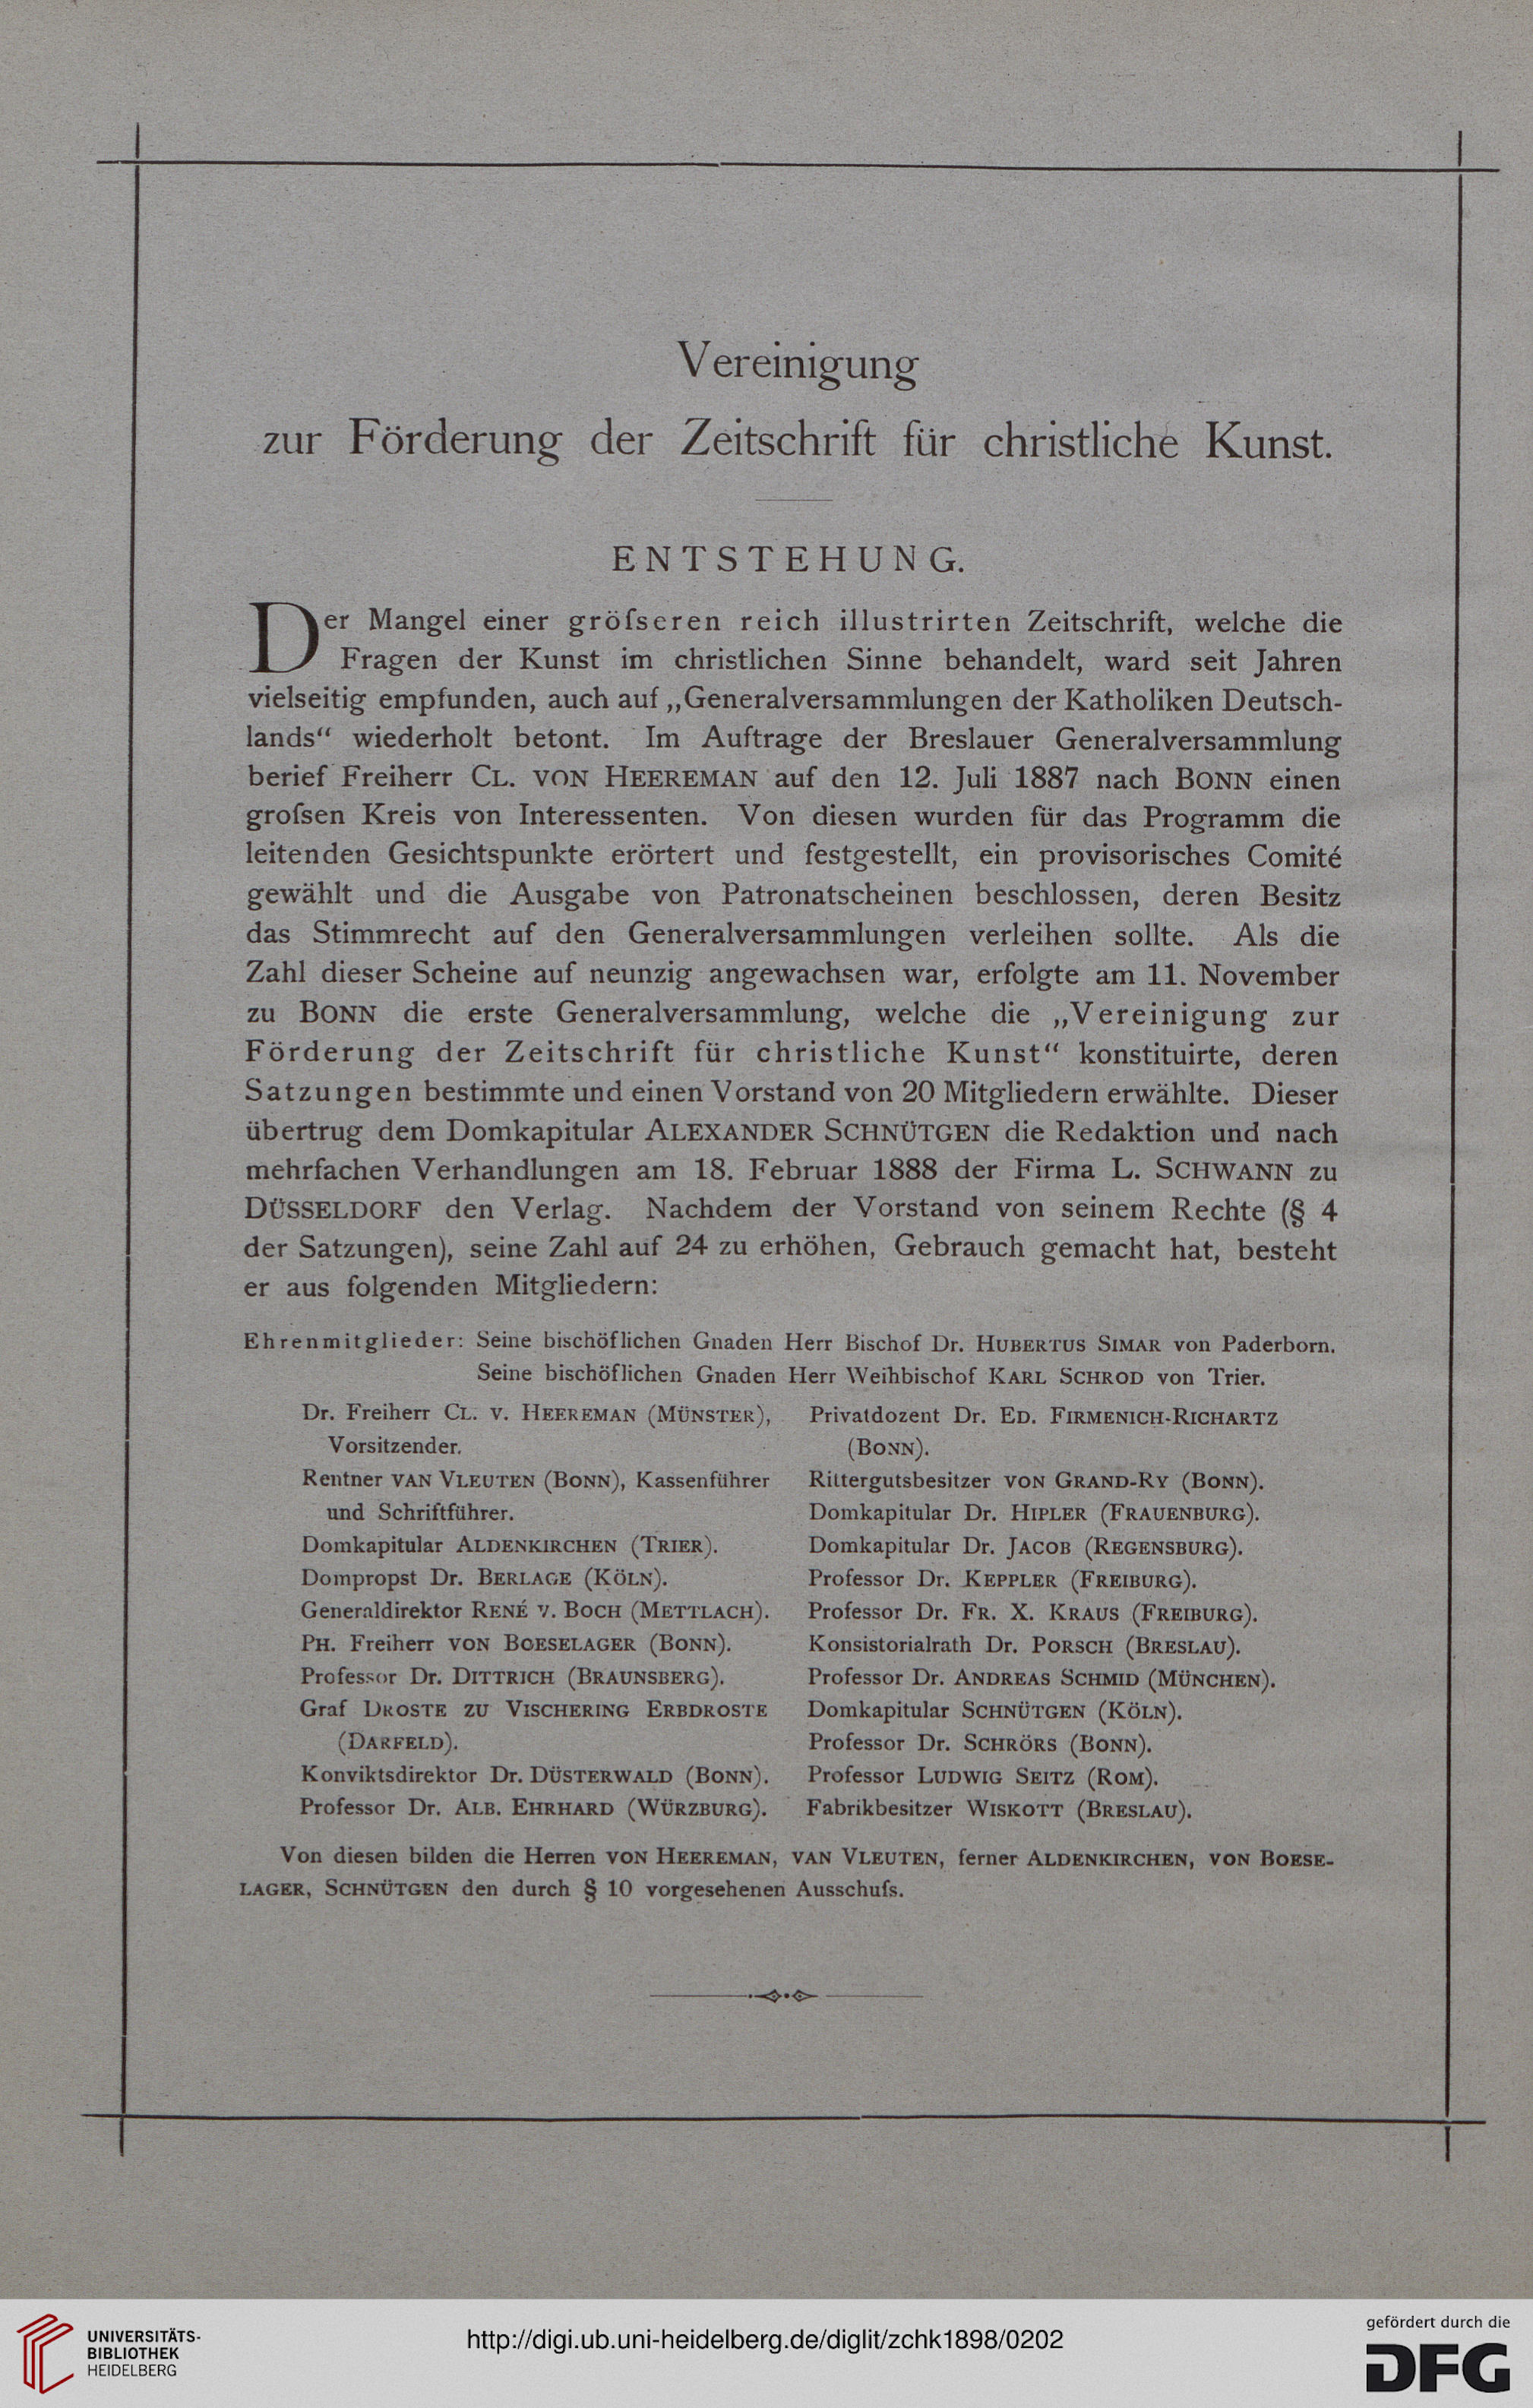 Vereinigung
zur Förderung der Zeitschrift für christliche Kunst.
ENTSTEHUNG.
Der Mangel einer gröſseren reich illustrirten Zeitschrift, welche die
Fragen der Kunst im christlichen Sinne behandelt, ward seit Jahren
vielseitig empfunden, auch auf „Generalversammlungen der Katholiken Deutsch-
lands“ wiederholt betont. Im Auftrage der Breslauer Generalversammlung
berief Freiherr CL. VON HEEREMAN auf den 12. Juli 1887 nach BONN einen
groſsen Kreis von Interessenten. Von diesen wurden für das Programm die
leitenden Gesichtspunkte erörtert und festgestellt, ein provisorisches Comité
gewählt und die Ausgabe von Patronatscheinen beschlossen, deren Besitz
das Stimmrecht auf den Generalversammlungen verleihen sollte. Als die
Zahl dieser Scheine auf neunzig angewachsen war, erfolgte am 11. November
zu BONN die erste Generalversammlung, welche die „Vereinigung zur
Förderung der Zeitschrift für christliche Kunst“ konstituirte, deren
Satzungen bestimmte und einen Vorstand von 20 Mitgliedern erwählte. Dieser
übertrug dem Domkapitular ALEXANDER SCHNÜTGEN die Redaktion und nach
mehrfachen Verhandlungen am 18. Februar 1888 der Firma L. SCHWANN zu
DÜSSELDORF den Verlag. Nachdem der Vorstand von seinem Rechte (§ 4
der Satzungen), seine Zahl auf 24 zu erhöhen, Gebrauch gemacht hat, besteht
er aus folgenden Mitgliedern:
Ehrenmitglieder: Seine bischöflichen Gnaden Herr Bischof Dr. HUBERTUS SIMAR von Paderborn.
Seine bischöflichen Gnaden Herr Weihbischof KARL SCHROD von Trier.
Dr. Freiherr CL. V. HEEREMAN (MÜNSTER),
Vorsitzender.
Rentner VAN VLEUTEN (BONN), Kassenführer
und Schriftführer.
Domkapitular ALDENKIRCHEN (TRIER).
Dompropst Dr. BERLAGE (KÖLN).
Generaldirektor RENÉ V. BOCH (METTLACH).
PH. Freiherr VON BOESELAGER (BONN).
Professor Dr. DITTRICH (BRAUNSBERG).
Graf DROSTE ZU VISCHERING ERBDROSTE
(DARFELD).
Konviktsdirektor Dr. DÜSTERWALD (BONN).
Professor Dr. ALB. EHRHARD (WÜRZBURG).
Privatdozent Dr. ED. FIRMENICH-RICHARTZ
(BONN).
Rittergutsbesitzer VON GRAND-RY (BONN).
Domkapitular Dr. HIPLER (FRAUENBURG).
Domkapitular Dr. JACOB (REGENSBURG).
Professor Dr. KEPPLER (FREIBURG).
Professor Dr. FR. X. KRAUS (FREIBURG).
Konsistorialrath Dr. PORSCH (BRESLAU).
Professor Dr. ANDREAS SCHMID (MÜNCHEN).
Domkapitular SCHNÜTGEN (KÖLN).
Professor Dr. SCHRÖRS (BONN).
Professor LUDWIG SEITZ (ROM).
Fabrikbesitzer WISKOTT (BRESLAU).
Von diesen bilden die Herren VON HEEREMAN, VAN VLEUTEN, ferner ALDENKIRCHEN, VON BOESE-
LAGER, SCHNÜTGEN den durch § 10 vorgesehenen Ausschuſs.
UNIVERSITÄTS-
BIBLIOTHEK
HEIDELBERG
http://digi.ub.uni-heidelberg.de/diglit/zchk1898/0202
gefördert durch die
DFG